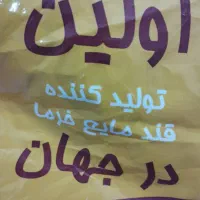 اولین
تولید کننده
قند مایع خرما
در جهان